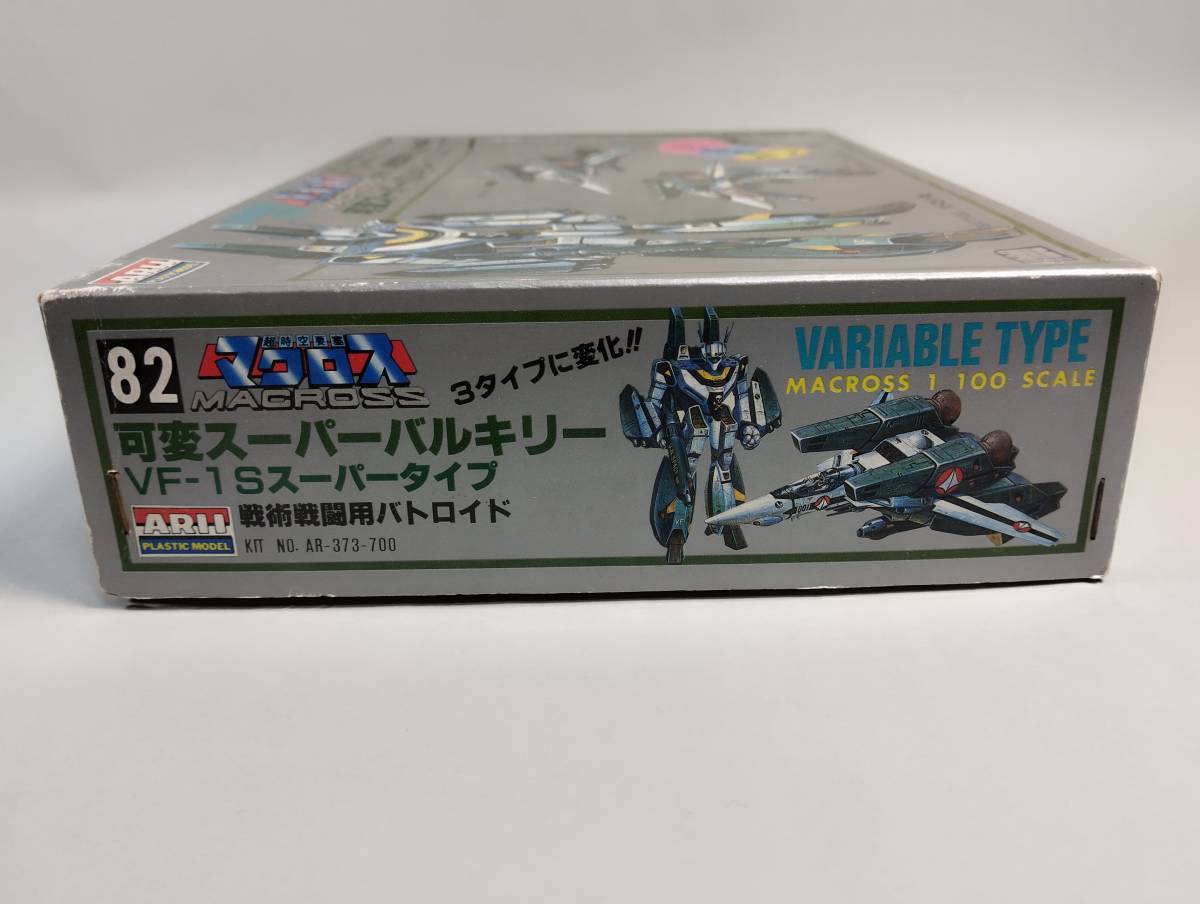 82
超時空要塞
マクロス
MACROSS
3タイプに変化!!
可変スーパーバルキリー
VF-1Sスーパータイプ
ARII
PLASTIC MODEL
戦術戦闘用バトロイド
KIT NO. AR-373-700
VARIABLE TYPE
MACROSS 1 100 SCALE
001
ARII